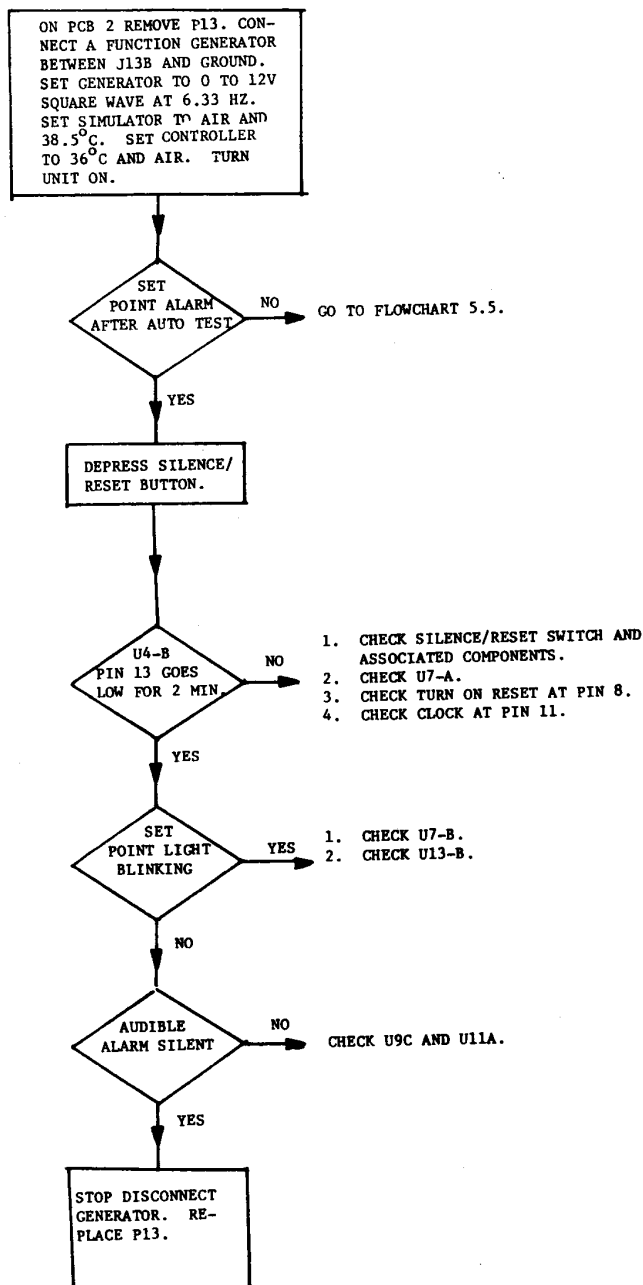 ON PCB 2 REMOVE P13. CON-
NECT A FUNCTION GENERATOR
BETWEEN J13B AND GROUND.
SET GENERATOR TO 0 TO 12V
SQUARE WAVE AT 6.33 HZ.
SET SIMULATOR TO AIR AND
38.5°C. SET CONTROLLER
TO 36°C AND AIR. TURN
UNIT ON.
SET
POINT ALARM
AFTER AUTO TEST
NO
GO TO FLOWCHART 5.5.
YES
DEPRESS SILENCE/
RESET BUTTON.
U4-B
PIN 13 GOES
LOW FOR 2 MIN.
NO
1. CHECK SILENCE/RESET SWITCH AND
ASSOCIATED COMPONENTS.
2. CHECK U7-A.
3. CHECK TURN ON RESET AT PIN 8.
4. CHECK CLOCK AT PIN 11.
YES
SET
POINT LIGHT
BLINKING
YES
1. CHECK U7-B.
2. CHECK U13-B.
NO
AUDIBLE
ALARM SILENT
NO
CHECK U9C AND U11A.
YES
STOP DISCONNECT
GENERATOR. RE-
PLACE P13.